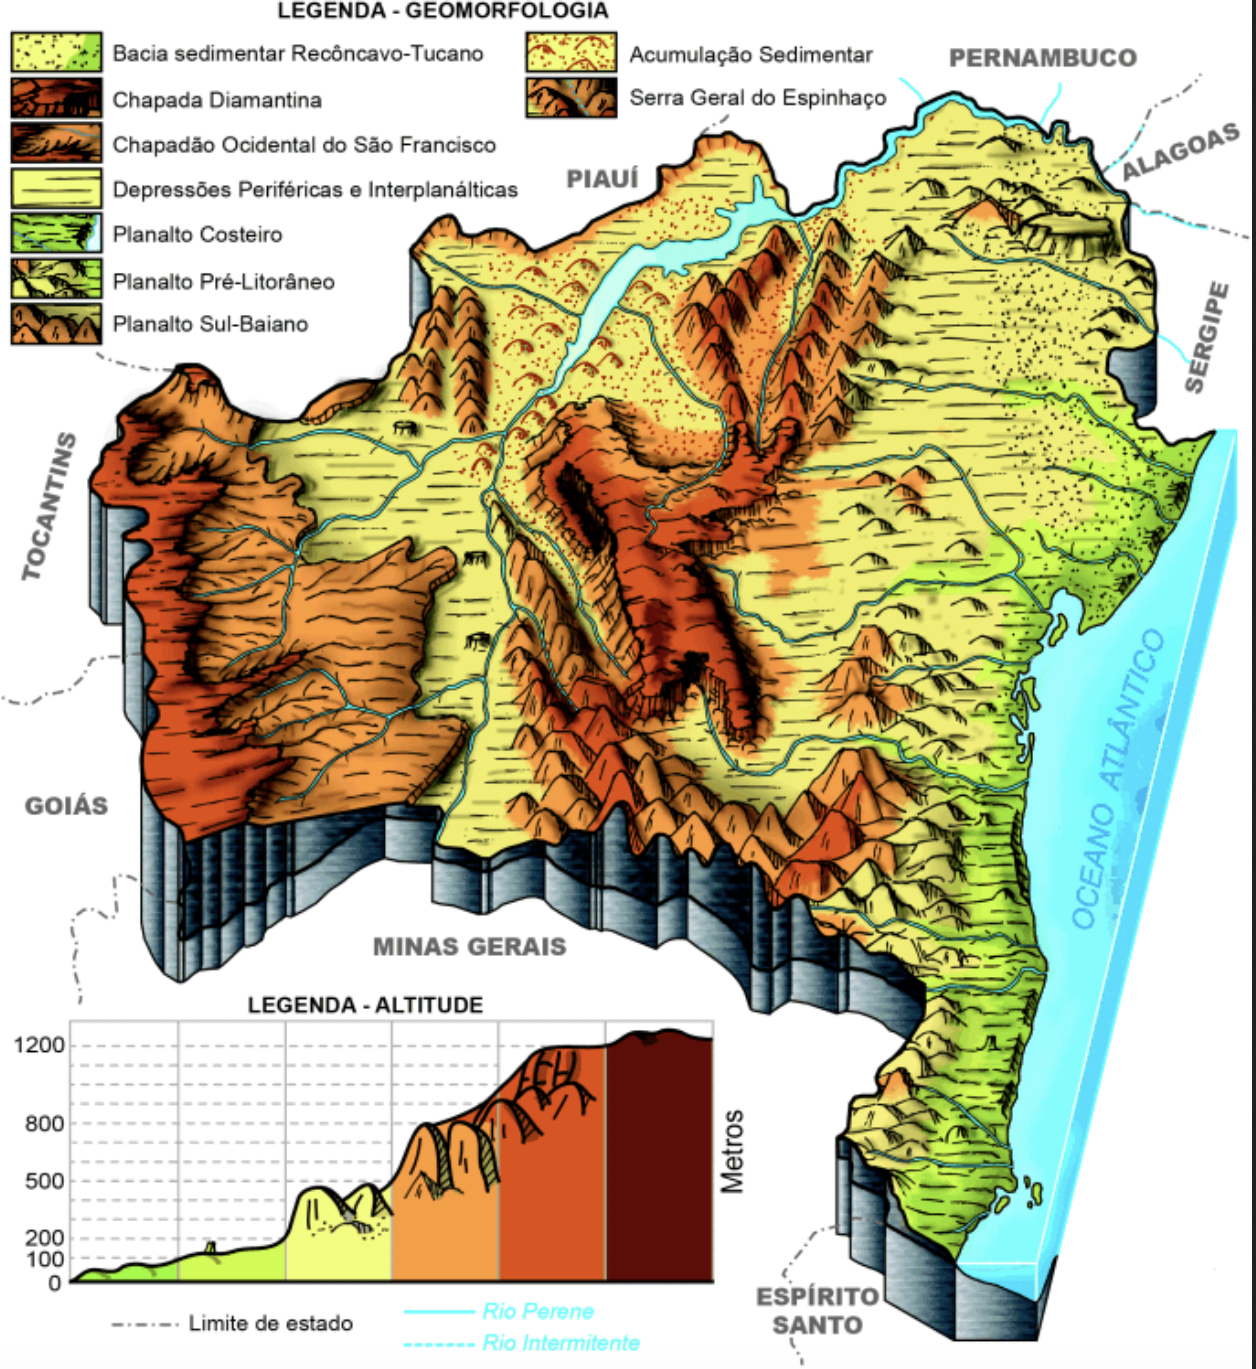 LEGENDA - GEOMORFOLOGIA
Bacia sedimentar Recôncavo-Tucano
Chapada Diamantina
Chapadão Ocidental do São Francisco
Depressões Periféricas e Interplanálticas
Planalto Costeiro
Planalto Pré-Litorâneo
Planalto Sul-Baiano
Acumulação Sedimentar
Serra Geral do Espinhaço
PERNAMBUCO
ALAGOAS
PIAUÍ
SERGIPE
TOCANTINS
GOIÁS
OCEANO ATLÂNTICO
MINAS GERAIS
LEGENDA - ALTITUDE
1200
800
500
200
100
0
Metros
ESPÍRITO
SANTO
Limite de estado
Rio Perene
Rio Intermitente